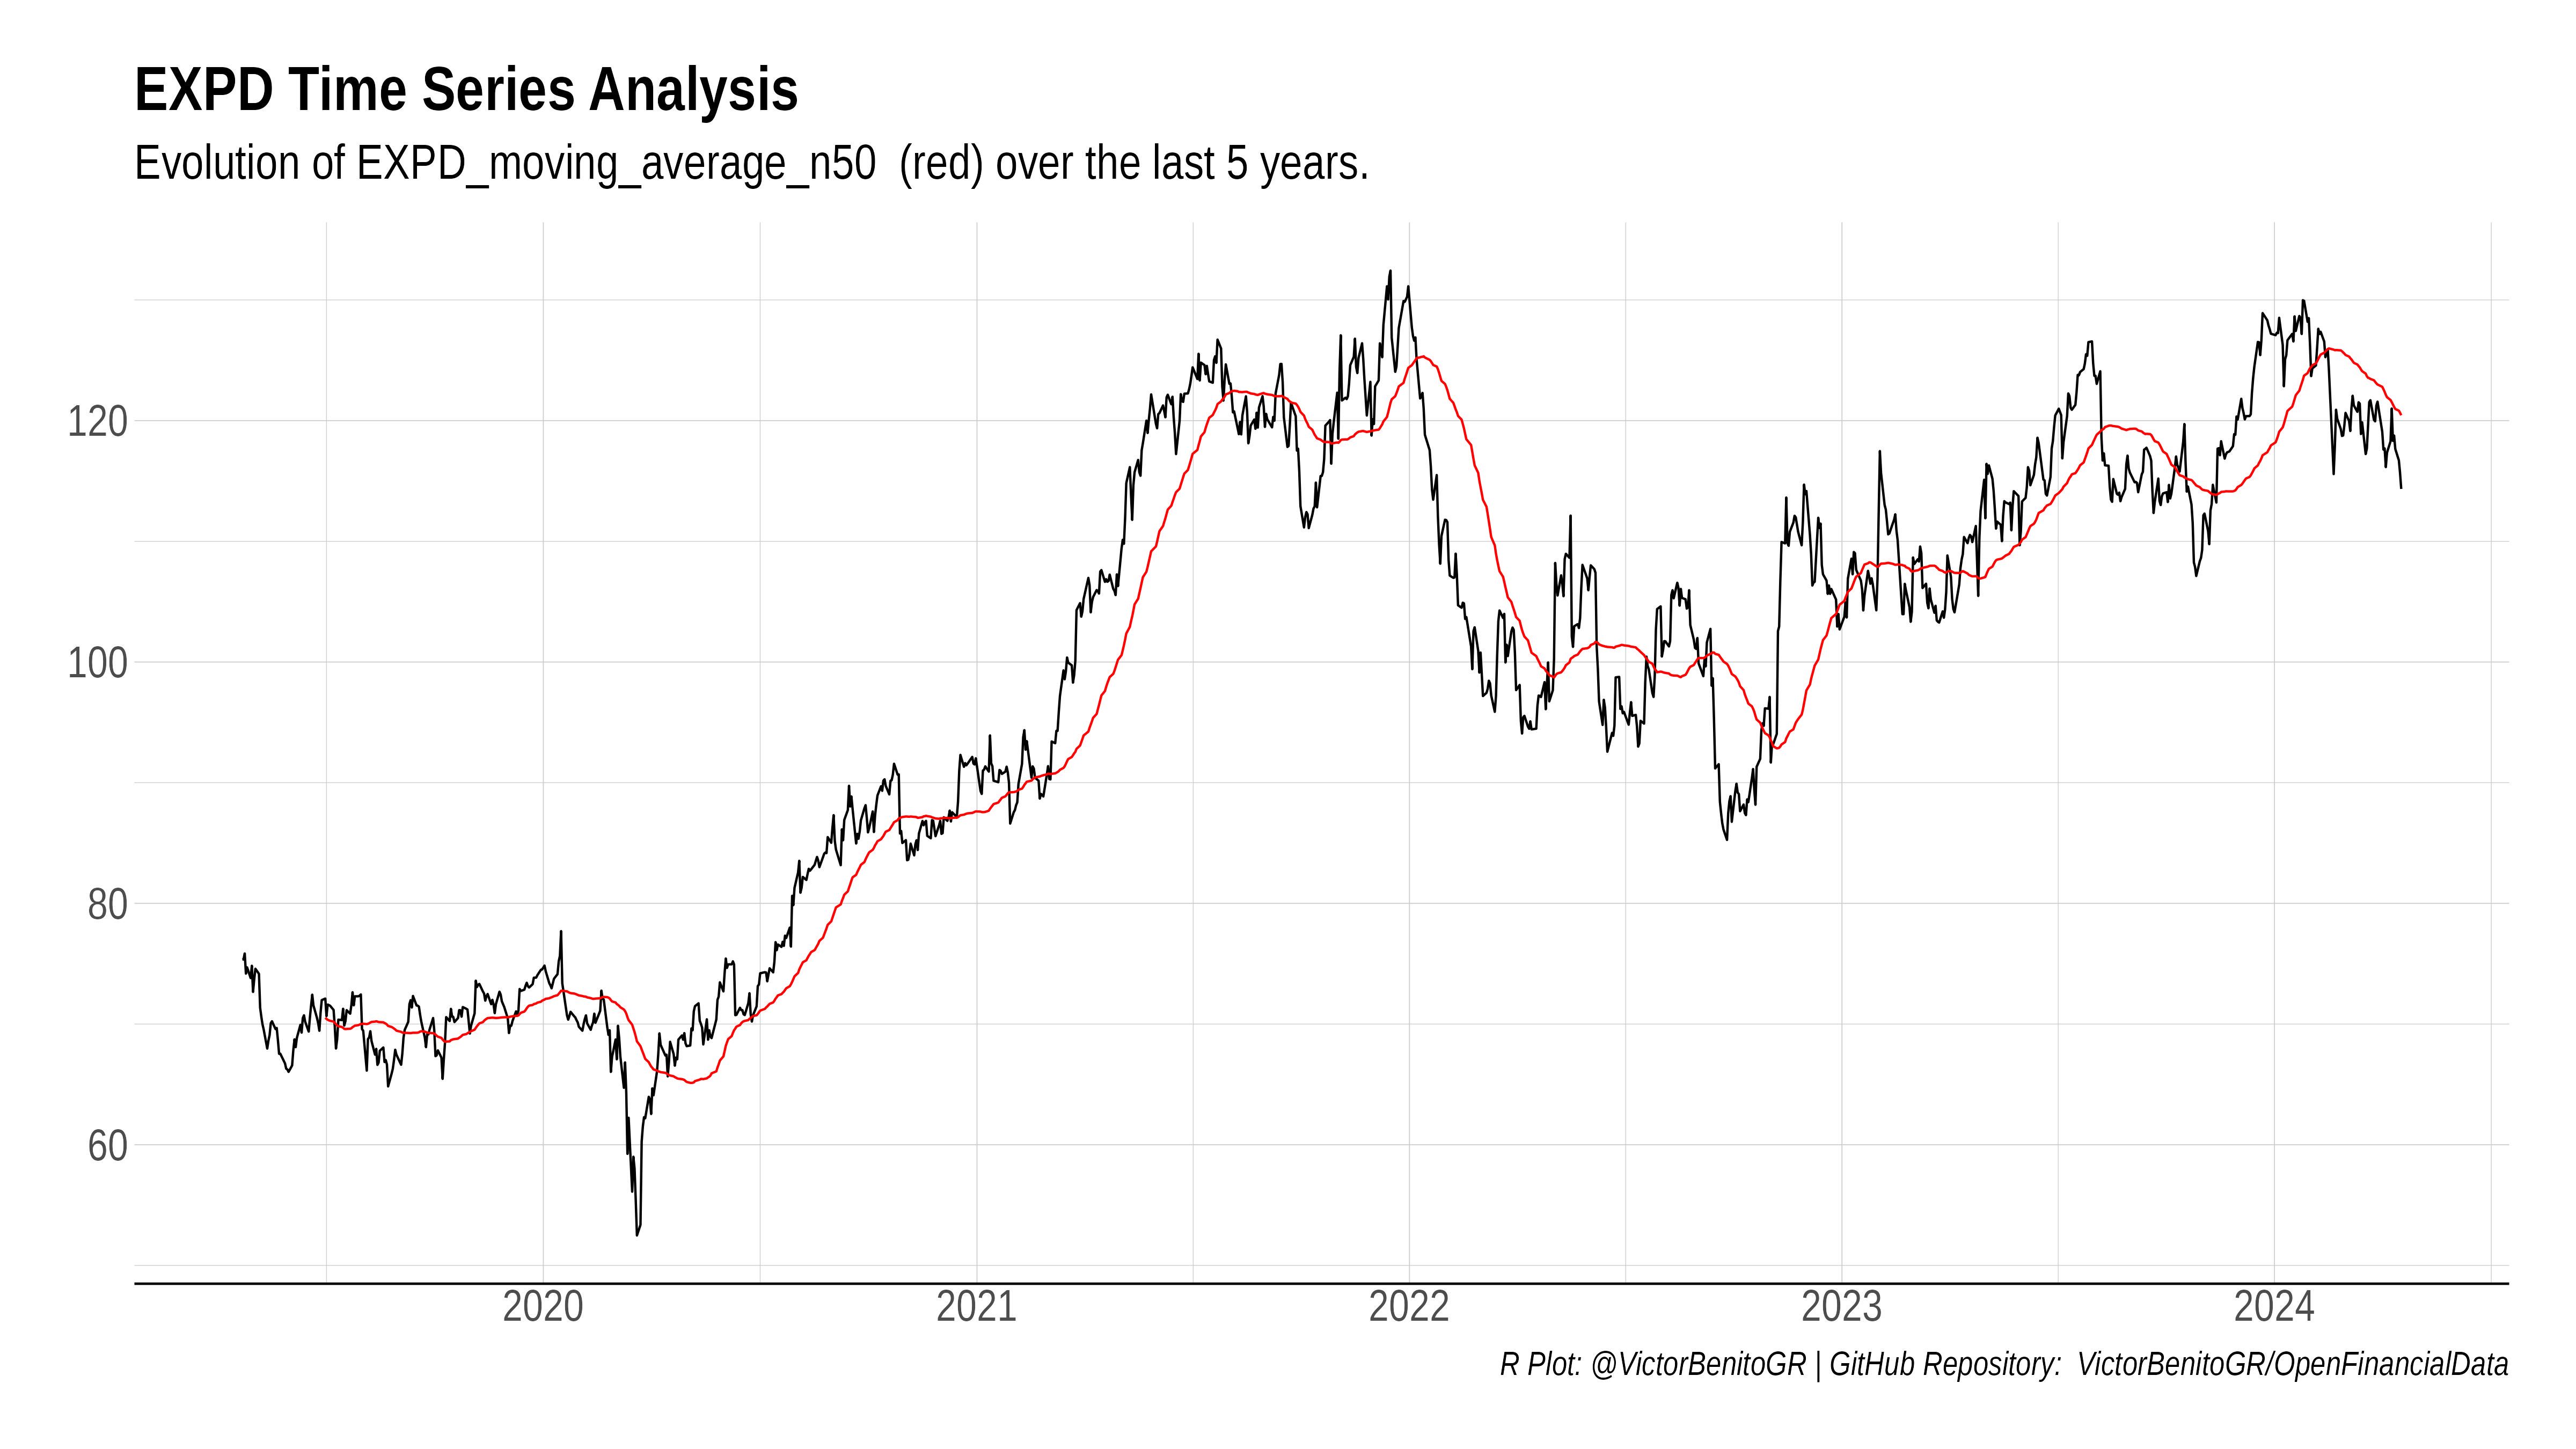 EXPD Time Series Analysis
Evolution of EXPD_moving_average_n50  (red) over the last 5 years.
120
100
80
60
2020 2021 2022 2023 2024
R Plot: @VictorBenitoGR | GitHub Repository:  VictorBenitoGR/OpenFinancialData